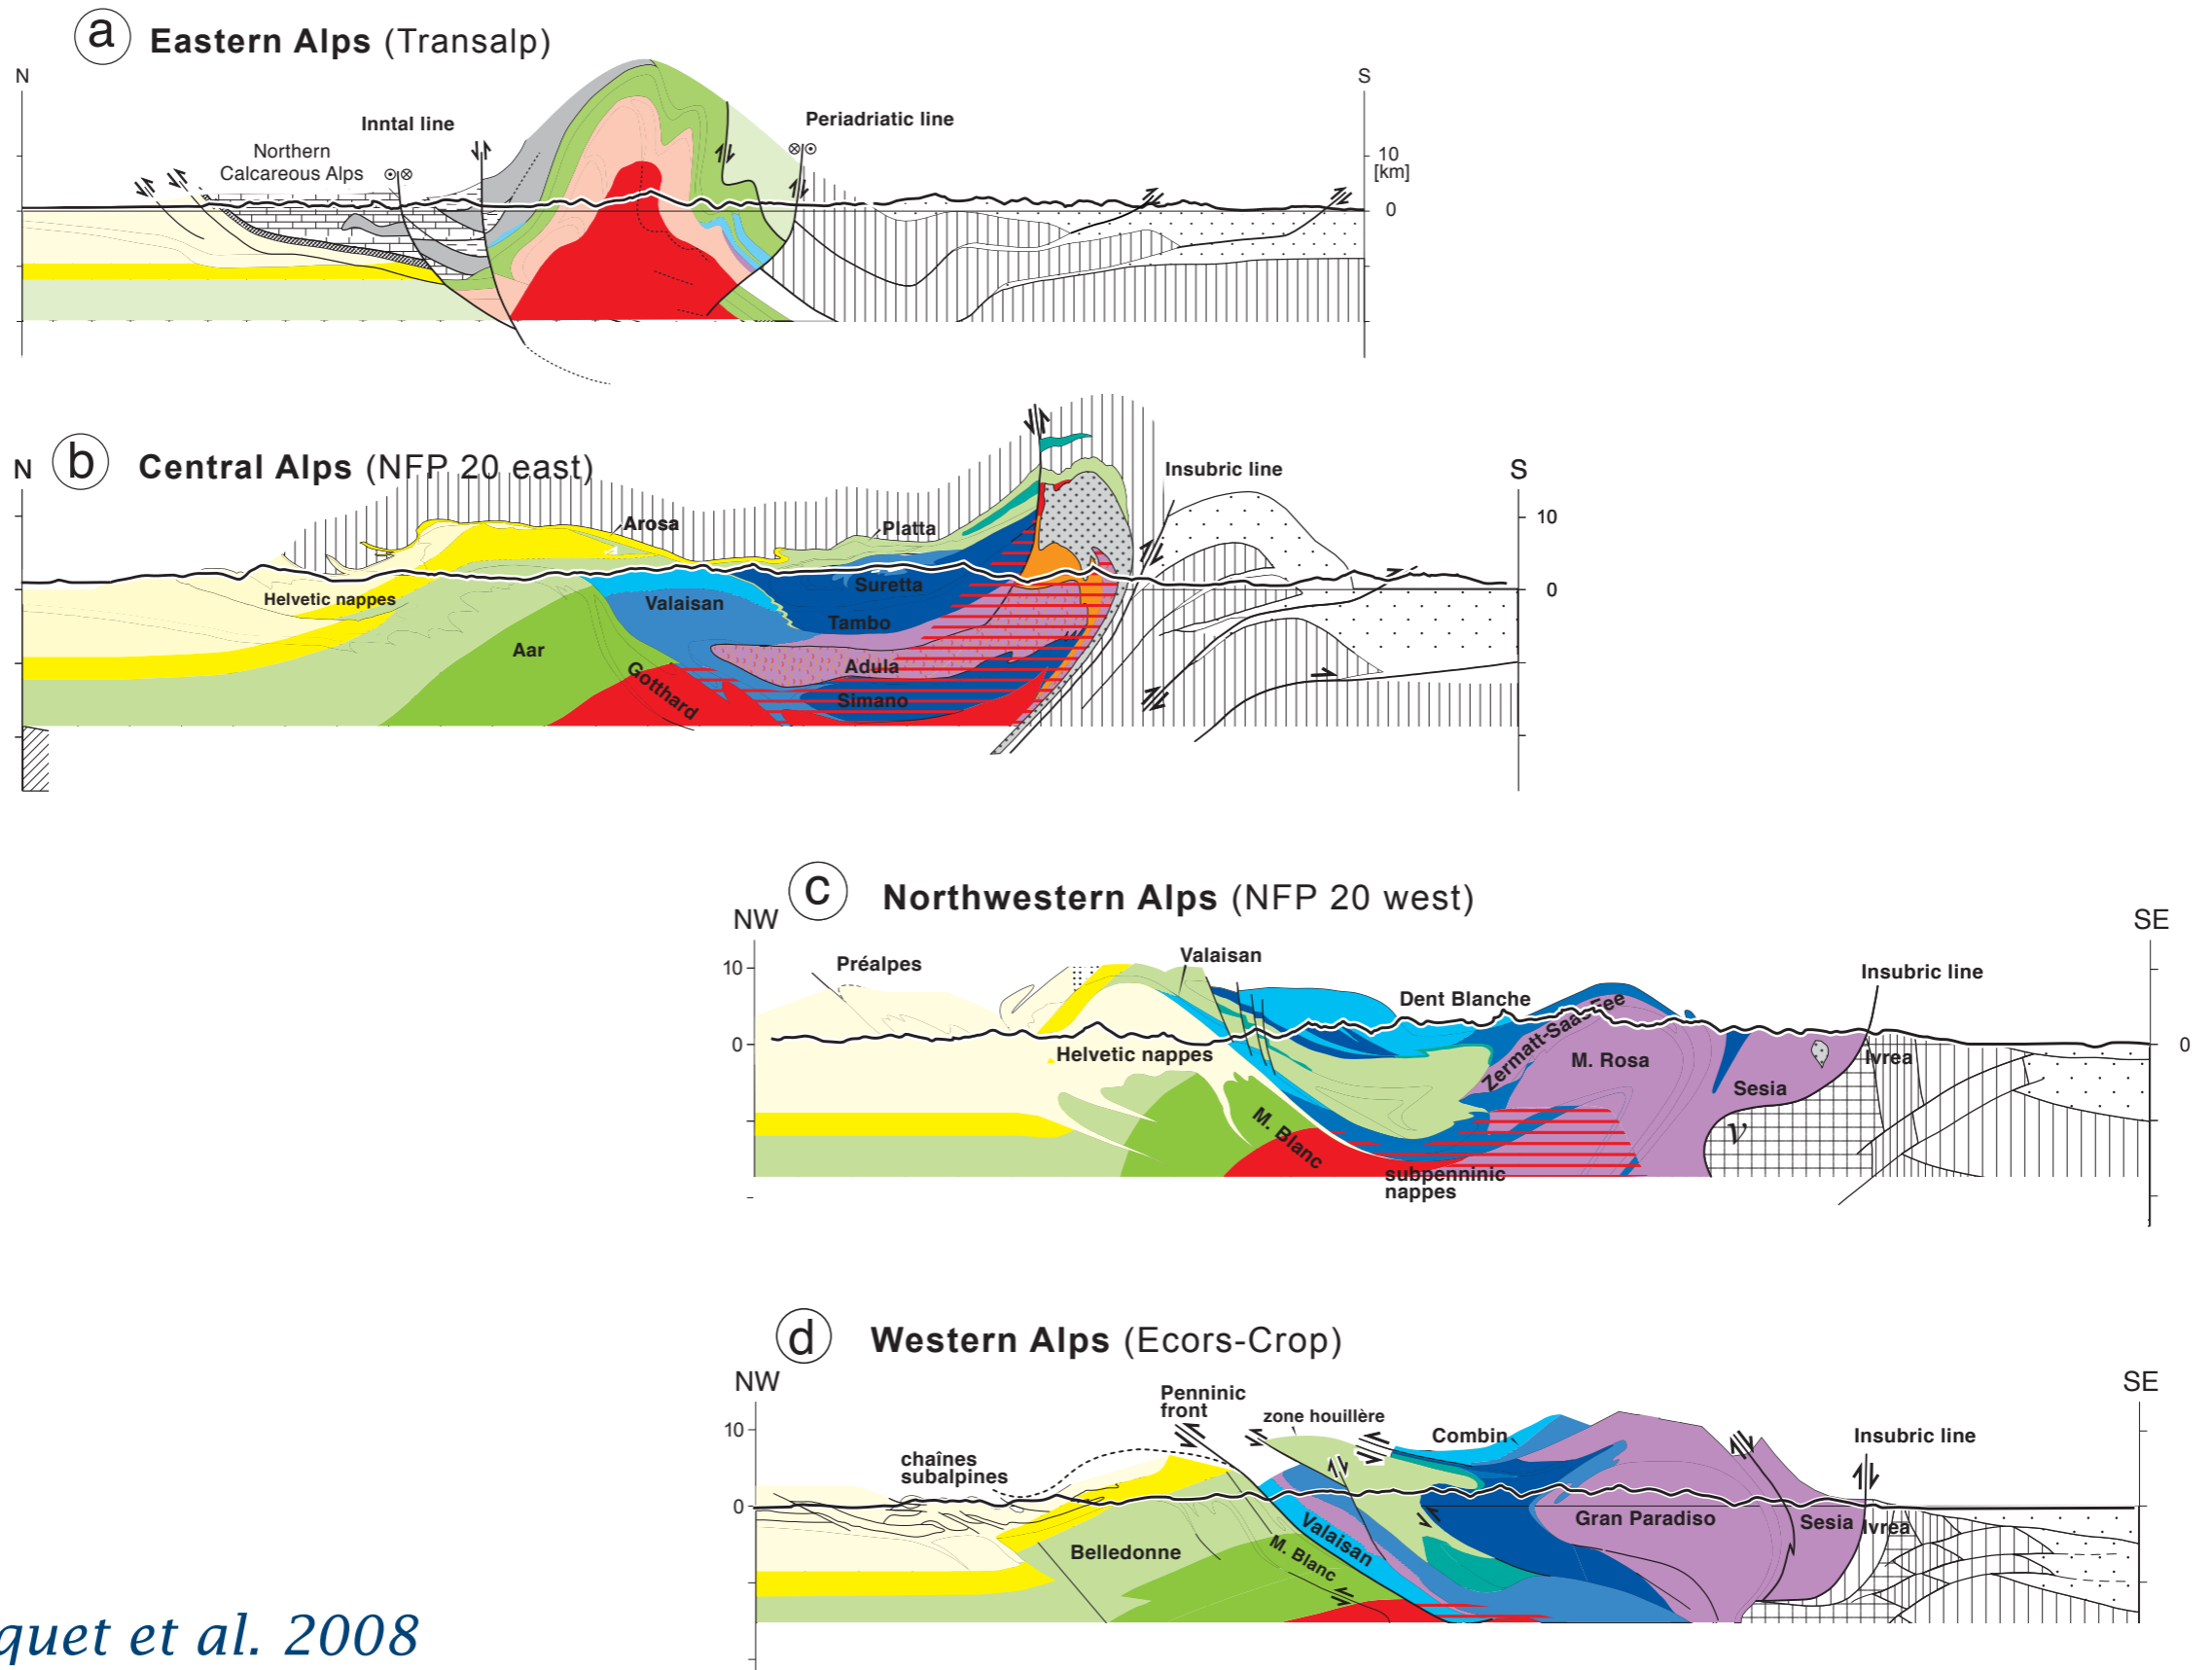 a Eastern Alps (Transalp)
N
S
Inntal line
Periadriatic line
Northern
Calcareous Alps
10
[km]
0
N b Central Alps (NFP 20 east)
S
Insubric line
10
Arosa
Platta
0
Helvetic nappes
Suretta
Valaisan
Tambo
Aar
Adula
Gotthard
Simano
c Northwestern Alps (NFP 20 west)
NW
SE
Préalpes
Valaisan
Insubric line
10
Dent Blanche
0
0
Helvetic nappes
Zermatt-Saas Fee
M. Rosa
Ivrea
Sesia
M. Blanc
ν
subpenninic
nappes
d Western Alps (Ecors-Crop)
NW
SE
Penninic
front
zone houillère
10
Combin
Insubric line
chaînes
subalpines
0
Gran Paradiso
Sesia
Ivrea
Valaisan
Belledonne
M. Blanc
quet et al. 2008